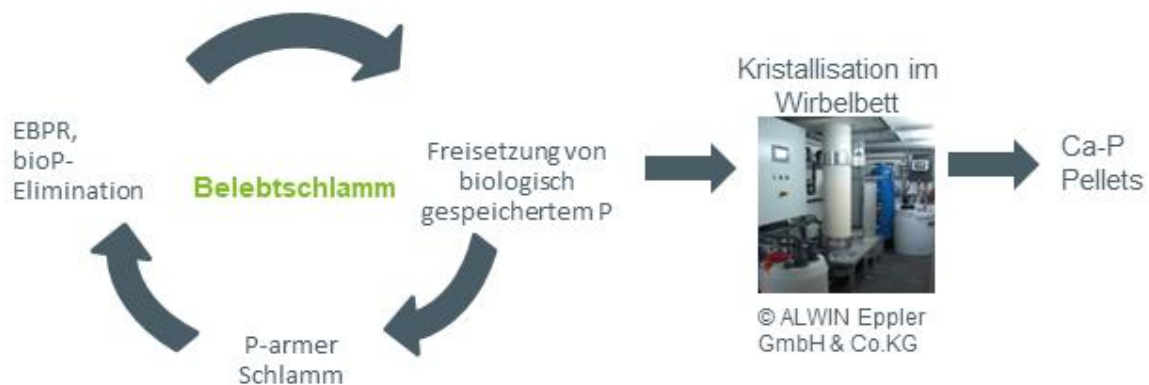 EBPR,
bioP-
Elimination
Belebtschlamm
Freisetzung von
biologisch
gespeichertem P
P-armer
Schlamm
Kristallisation im
Wirbelbett
© ALWIN Eppler
GmbH & Co.KG
Ca-P
Pellets